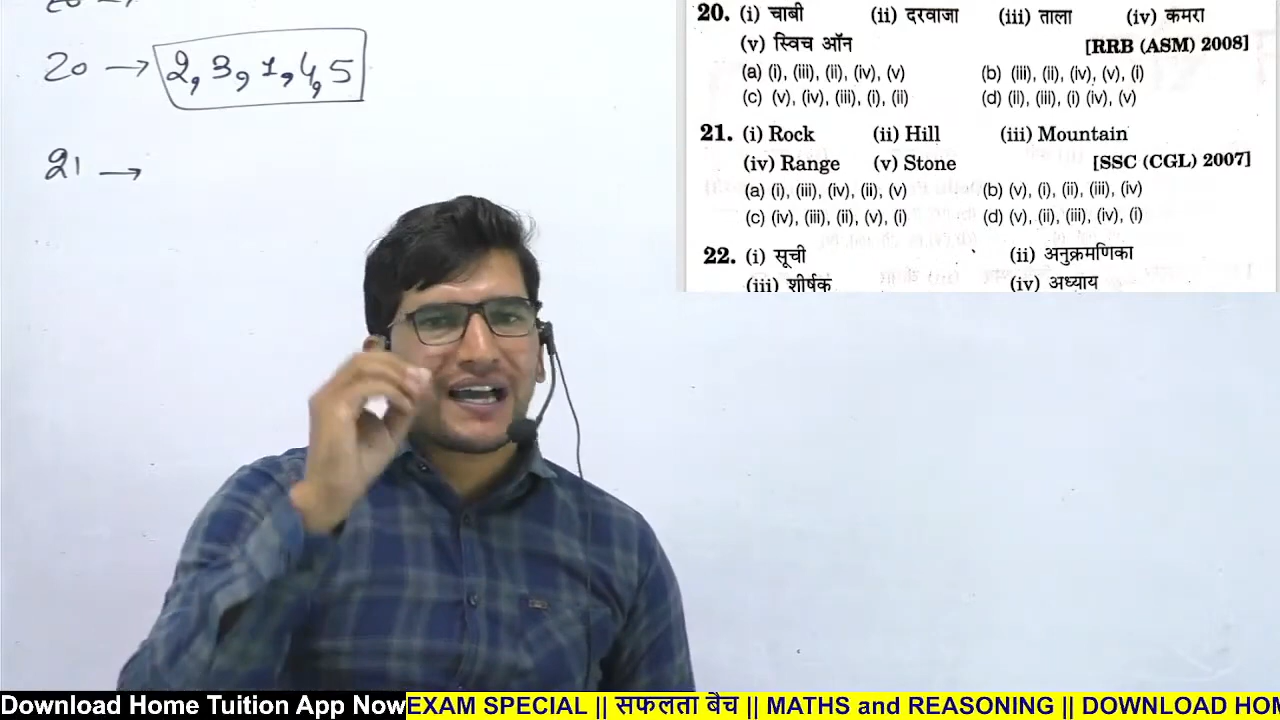 20 → 2, 3, 1, 4, 5
21 →
20. (i) चाबी (ii) दरवाजा (iii) ताला (iv) कमरा
(v) स्विच ऑन [RRB (ASM) 2008]
(a) (i), (iii), (ii), (iv), (v) (b) (iii), (ii), (iv), (v), (i)
(c) (v), (iv), (iii), (i), (ii) (d) (ii), (iii), (i) (iv), (v)
21. (i) Rock (ii) Hill (iii) Mountain
(iv) Range (v) Stone [SSC (CGL) 2007]
(a) (i), (iii), (iv), (ii), (v) (b) (v), (i), (ii), (iii), (iv)
(c) (iv), (iii), (ii), (v), (i) (d) (v), (ii), (iii), (iv), (i)
22. (i) सूची (ii) अनुक्रमणिका
(iii) शीर्षक (iv) अध्याय
Download Home Tuition App Now EXAM SPECIAL || सफलता बैच || MATHS and REASONING || DOWNLOAD